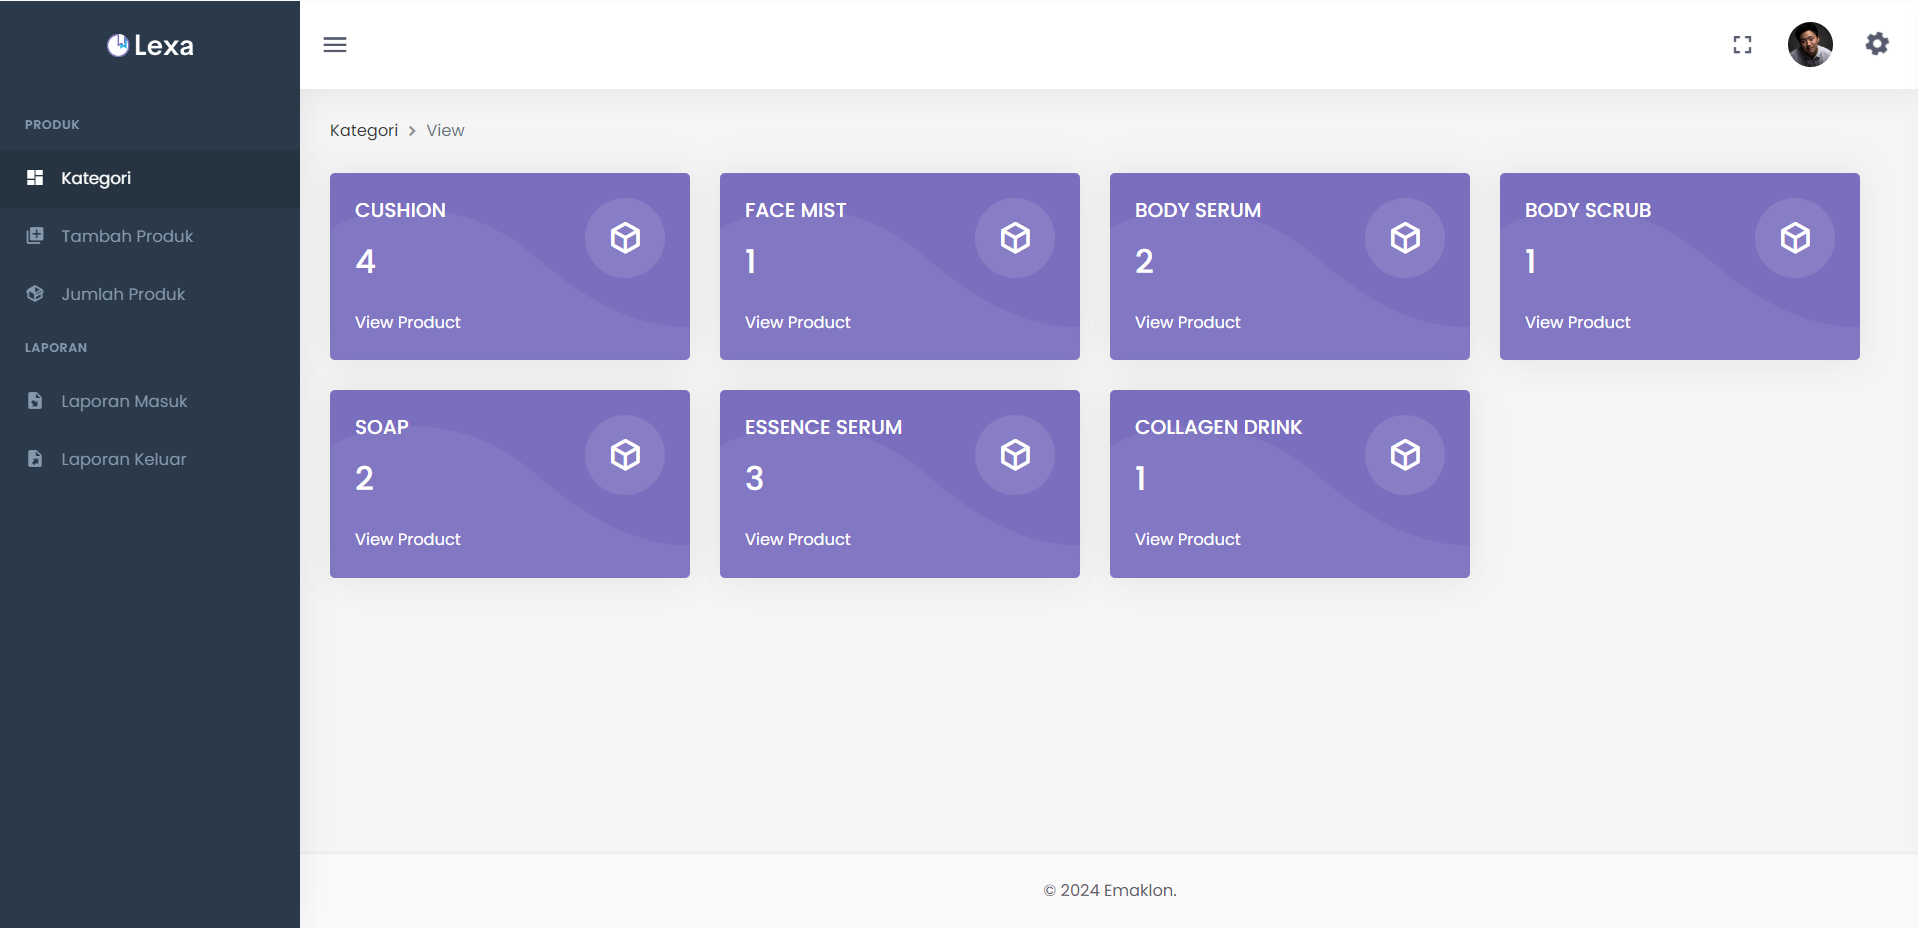 Lexa
PRODUK
Kategori
Tambah Produk
Jumlah Produk
LAPORAN
Laporan Masuk
Laporan Keluar
Kategori > View
CUSHION
4
View Product
FACE MIST
1
View Product
BODY SERUM
2
View Product
BODY SCRUB
1
View Product
SOAP
2
View Product
ESSENCE SERUM
3
View Product
COLLAGEN DRINK
1
View Product
© 2024 Emaklon.